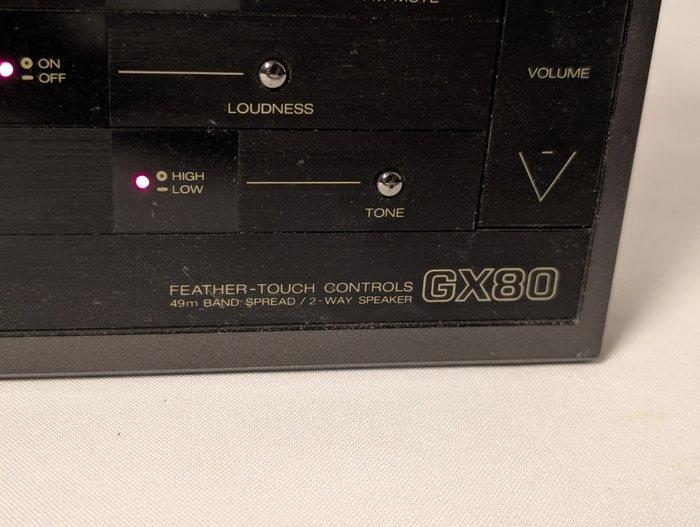 ON
OFF
LOUDNESS
VOLUME
HIGH
LOW
TONE
FEATHER-TOUCH CONTROLS
49m BAND SPREAD / 2-WAY SPEAKER
GX80